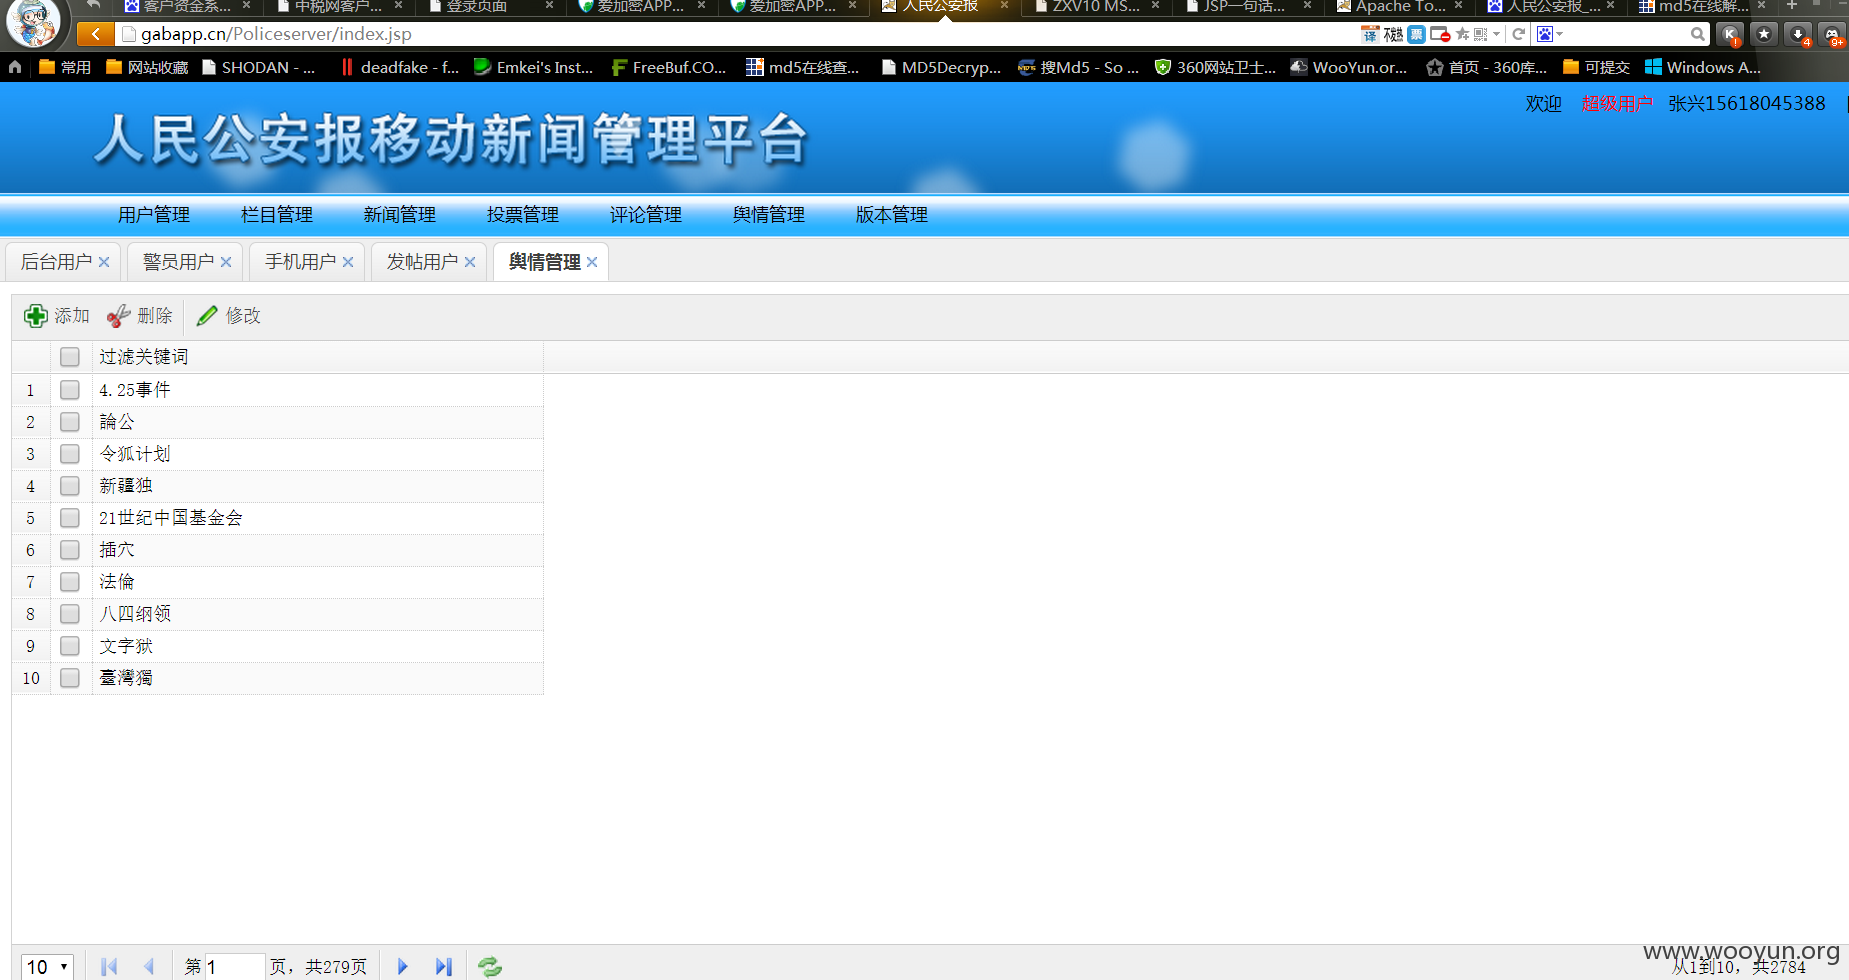 客户资金系... 中税网客户... 登录页面 爱加密APP... 爱加密APP... 人民公安报 ZXV10 MS... JSP一句话... Apache To... 人民公安报_... md5在线解...
gabapp.cn/Policeserver/index.jsp
常用 网站收藏 SHODAN - ... deadfake - f... Emkei's Inst... FreeBuf.CO... md5在线查... MD5Decryp... 搜Md5 - So ... 360网站卫士... WooYun.or... 首页 - 360库... 可提交 Windows A...
欢迎 超级用户 张兴15618045388
人民公安报移动新闻管理平台
用户管理 栏目管理 新闻管理 投票管理 评论管理 舆情管理 版本管理
后台用户 警员用户 手机用户 发帖用户 舆情管理
添加 删除 修改
过滤关键词
1 4.25事件
2 論公
3 令狐计划
4 新疆独
5 21世纪中国基金会
6 插穴
7 法倫
8 八四纲领
9 文字狱
10 臺灣獨
www.wooyun.org
10 第 1 页，共279页 从1到10，共2784